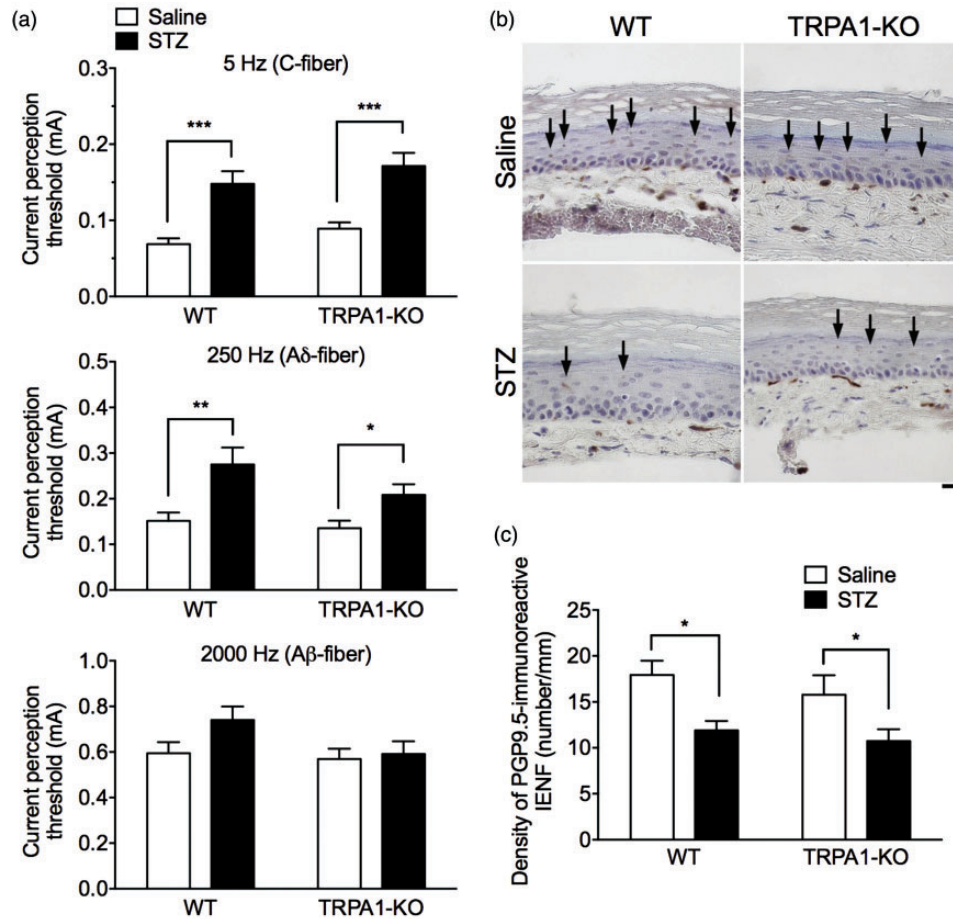 (a)
Saline
STZ
5 Hz (C-fiber)
Current perception
threshold (mA)
0.3
0.2
0.1
0.0
***
***
WT
TRPA1-KO
250 Hz (Aδ-fiber)
Current perception
threshold (mA)
0.5
0.4
0.3
0.2
0.1
0.0
**
*
WT
TRPA1-KO
2000 Hz (Aβ-fiber)
Current perception
threshold (mA)
1.0
0.8
0.6
0.4
0.2
0.0
WT
TRPA1-KO
(b)
WT
TRPA1-KO
Saline
STZ
(c)
Saline
STZ
Density of PGP9.5-immunoreactive
IENF (number/mm)
25
20
15
10
5
0
*
*
WT
TRPA1-KO